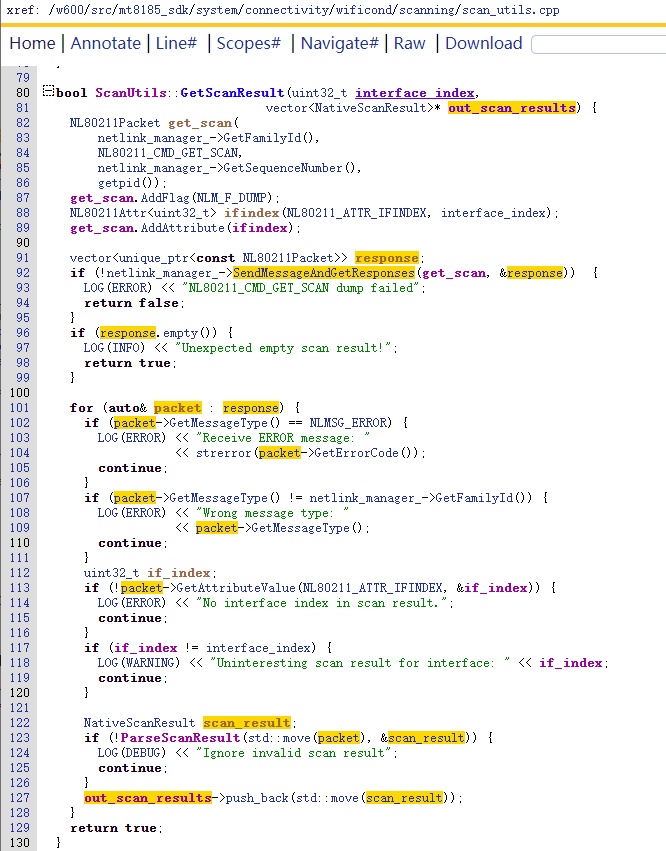 xref: /w600/src/mt8185_sdk/system/connectivity/wificond/scanning/scan_utils.cpp
Home | Annotate | Line# | Scopes# | Navigate# | Raw | Download
79
80 bool ScanUtils::GetScanResult(uint32_t interface_index,
81 vector<NativeScanResult>* out_scan_results) {
82 NL80211Packet get_scan(
83 netlink_manager_->GetFamilyId(),
84 NL80211_CMD_GET_SCAN,
85 netlink_manager_->GetSequenceNumber(),
86 getpid());
87 get_scan.AddFlag(NLM_F_DUMP);
88 NL80211Attr<uint32_t> ifindex(NL80211_ATTR_IFINDEX, interface_index);
89 get_scan.AddAttribute(ifindex);
90
91 vector<unique_ptr<const NL80211Packet>> response;
92 if (!netlink_manager_->SendMessageAndGetResponses(get_scan, &response)) {
93 LOG(ERROR) << "NL80211_CMD_GET_SCAN dump failed";
94 return false;
95 }
96 if (response.empty()) {
97 LOG(INFO) << "Unexpected empty scan result!";
98 return true;
99 }
100
101 for (auto& packet : response) {
102 if (packet->GetMessageType() == NLMSG_ERROR) {
103 LOG(ERROR) << "Receive ERROR message: "
104 << strerror(packet->GetErrorCode());
105 continue;
106 }
107 if (packet->GetMessageType() != netlink_manager_->GetFamilyId()) {
108 LOG(ERROR) << "Wrong message type: "
109 << packet->GetMessageType();
110 continue;
111 }
112 uint32_t if_index;
113 if (!packet->GetAttributeValue(NL80211_ATTR_IFINDEX, &if_index)) {
114 LOG(ERROR) << "No interface index in scan result.";
115 continue;
116 }
117 if (if_index != interface_index) {
118 LOG(WARNING) << "Uninteresting scan result for interface: " << if_index;
119 continue;
120 }
121
122 NativeScanResult scan_result;
123 if (!ParseScanResult(std::move(packet), &scan_result)) {
124 LOG(DEBUG) << "Ignore invalid scan result";
125 continue;
126 }
127 out_scan_results->push_back(std::move(scan_result));
128 }
129 return true;
130 }